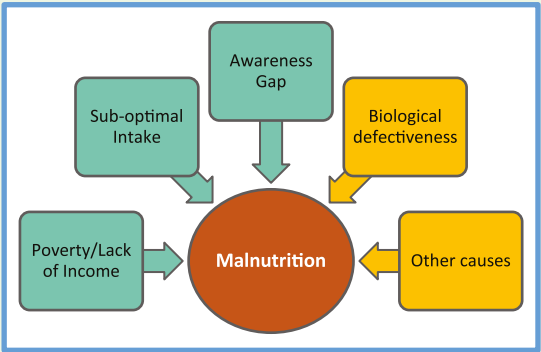 Awareness
Gap
Sub-optimal
Intake
Biological
defectiveness
Poverty/Lack
of Income
Malnutrition
Other causes